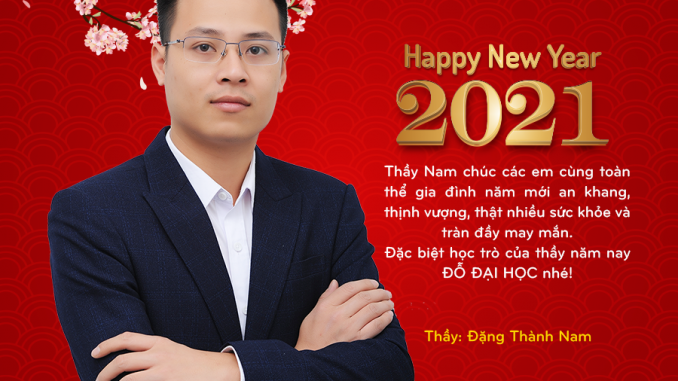 Happy New Year
2021
Thầy Nam chúc các em cùng toàn
thể gia đình năm mới an khang,
thịnh vượng, thật nhiều sức khỏe và
tràn đầy may mắn.
Đặc biệt học trò của thầy năm nay
ĐỖ ĐẠI HỌC nhé!
Thầy: Đặng Thành Nam